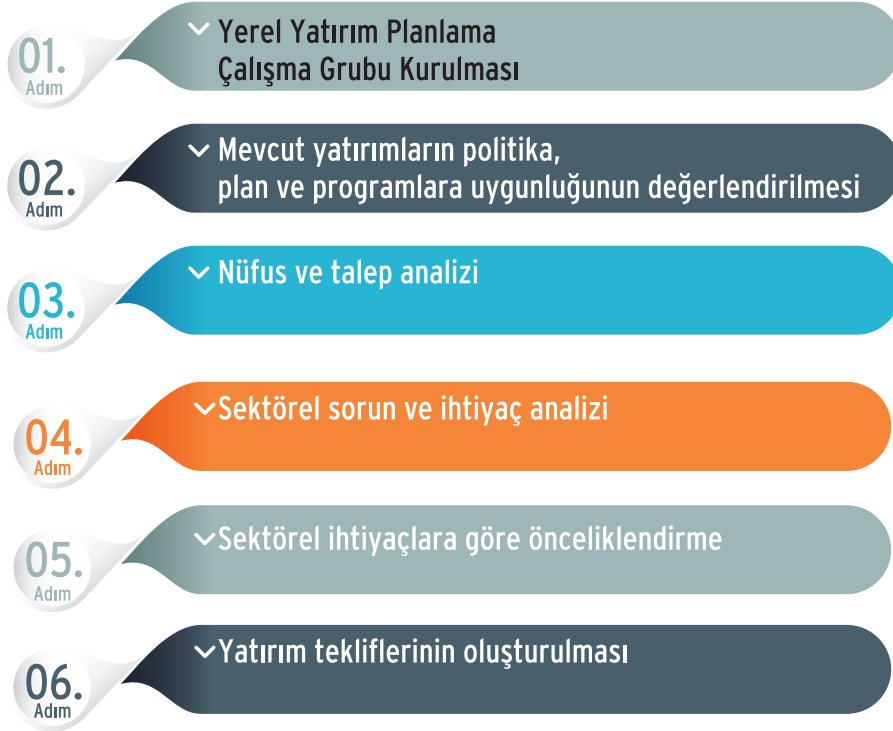 01.
Adım
Yerel Yatırım Planlama
Çalışma Grubu Kurulması
02.
Adım
Mevcut yatırımların politika,
plan ve programlara uygunluğunun değerlendirilmesi
03.
Adım
Nüfus ve talep analizi
04.
Adım
Sektörel sorun ve ihtiyaç analizi
05.
Adım
Sektörel ihtiyaçlara göre önceliklendirme
06.
Adım
Yatırım tekliflerinin oluşturulması